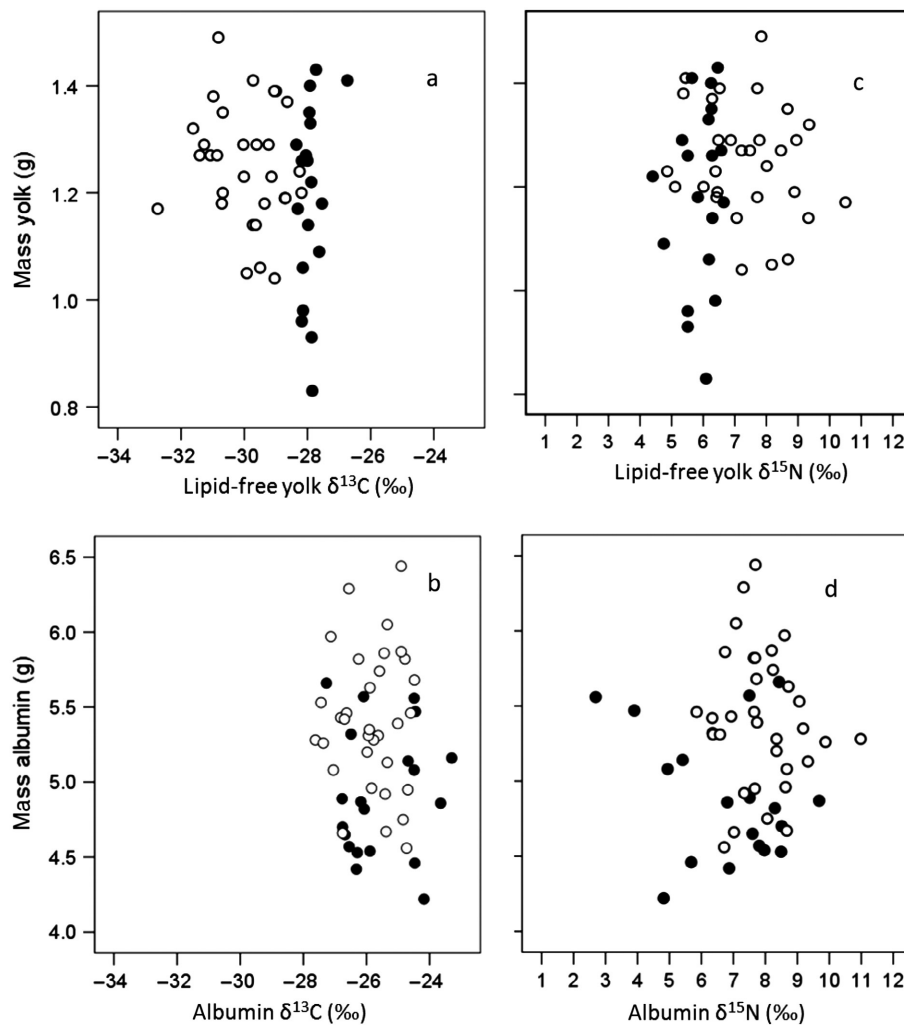 a
Mass yolk (g)
1.4
1.2
1.0
0.8
−34 −32 −30 −28 −26 −24
Lipid-free yolk δ¹³C (‰)
c
1 2 3 4 5 6 7 8 9 10 11 12
Lipid-free yolk δ¹⁵N (‰)
b
Mass albumin (g)
6.5
6.0
5.5
5.0
4.5
4.0
−34 −32 −30 −28 −26 −24
Albumin δ¹³C (‰)
d
1 2 3 4 5 6 7 8 9 10 11 12
Albumin δ¹⁵N (‰)